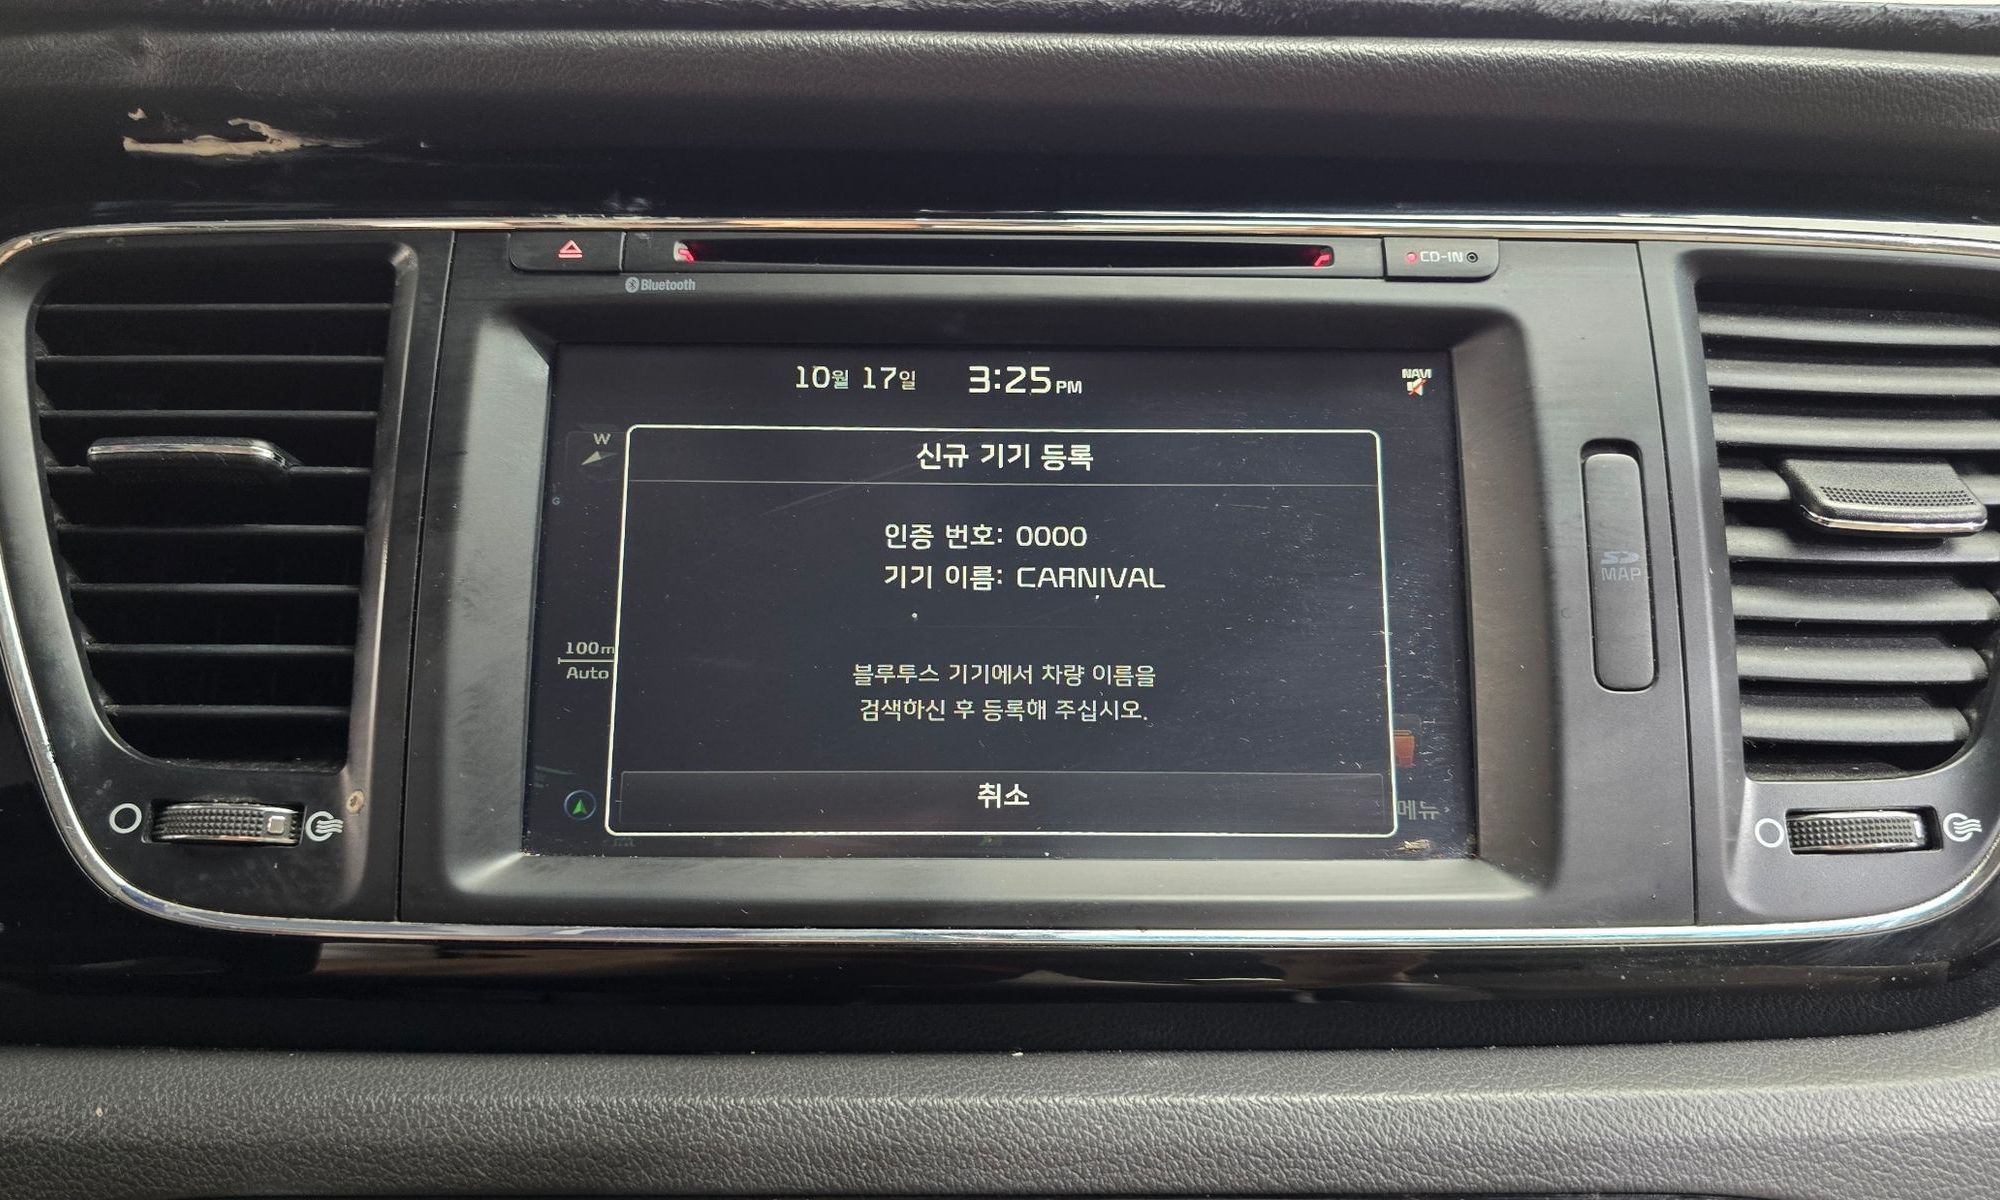 CD-IN
Bluetooth
10월 17일 3:25 PM
NAVI
W
신규 기기 등록
인증 번호: 0000
기기 이름: CARNIVAL
100m
Auto
블루투스 기기에서 차량 이름을
검색하신 후 등록해 주십시오.
취소
메뉴
SD
MAP